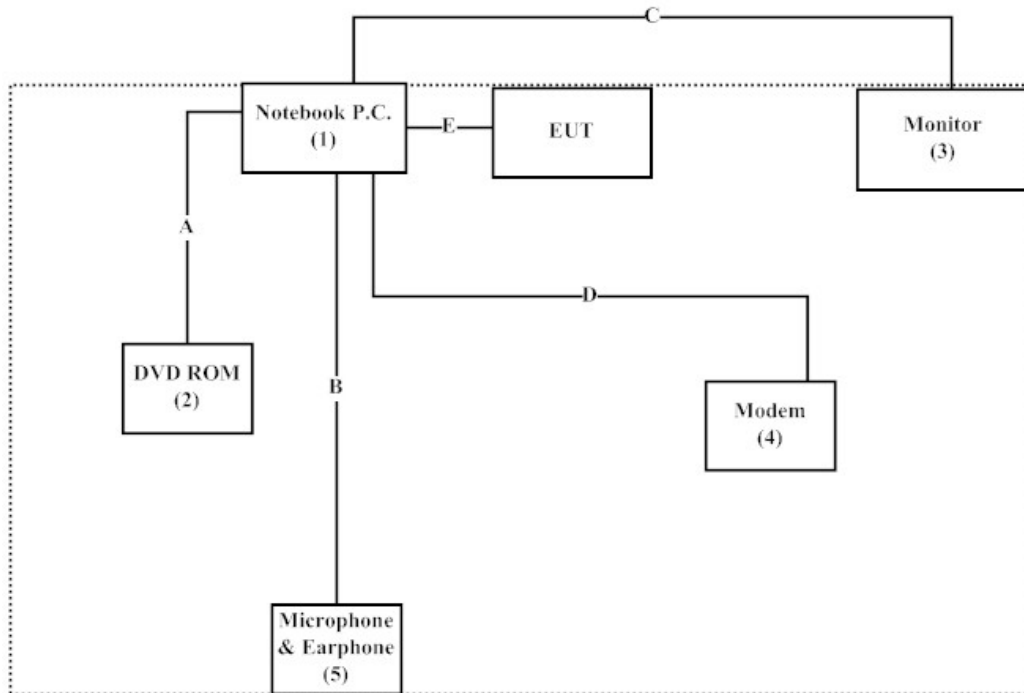 C
Notebook P.C.
(1)
E
EUT
Monitor
(3)
A
D
DVD ROM
(2)
B
Modem
(4)
Microphone
& Earphone
(5)